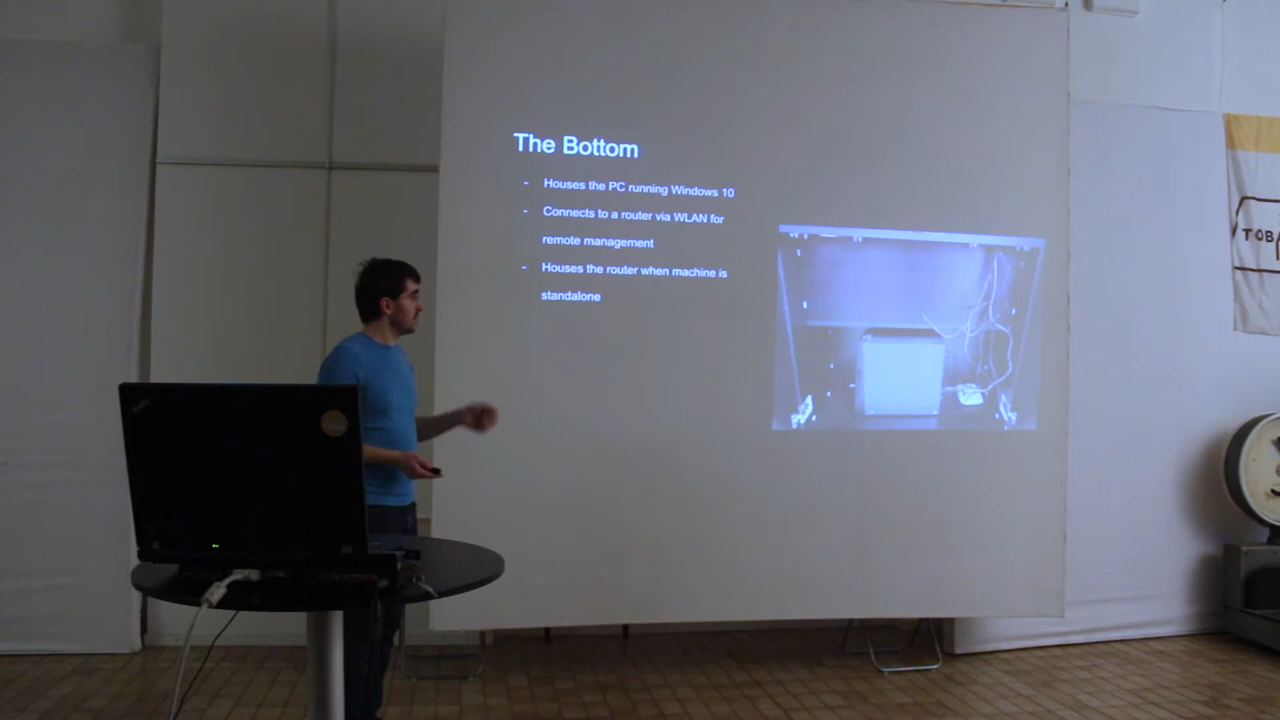 The Bottom
- Houses the PC running Windows 10
- Connects to a router via WLAN for
remote management
- Houses the router when machine is
standalone
TOB